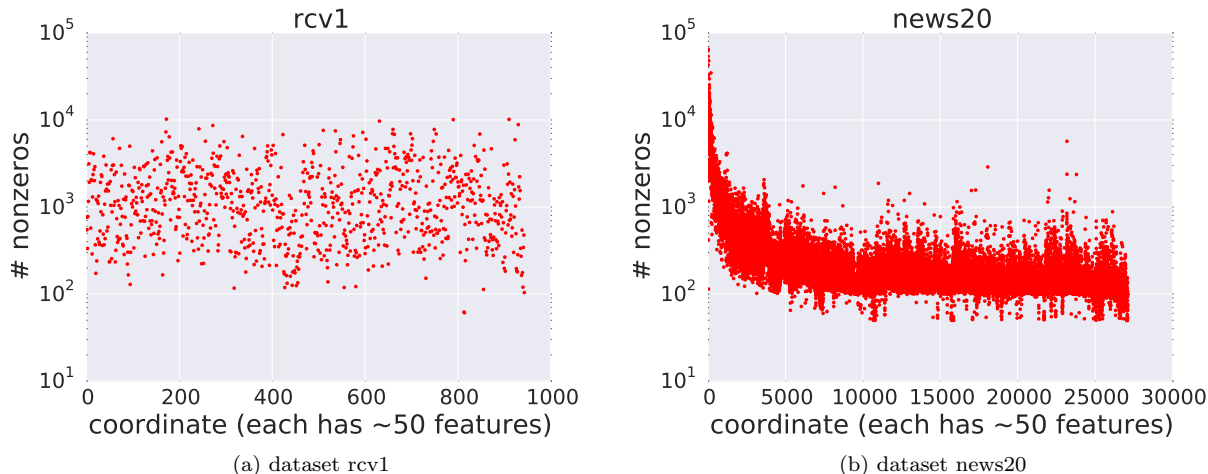 rcv1
10^5
10^4
10^3
10^2
10^1
# nonzeros
0 200 400 600 800 1000
coordinate (each has ~50 features)
(a) dataset rcv1
news20
10^5
10^4
10^3
10^2
10^1
# nonzeros
0 5000 10000 15000 20000 25000 30000
coordinate (each has ~50 features)
(b) dataset news20